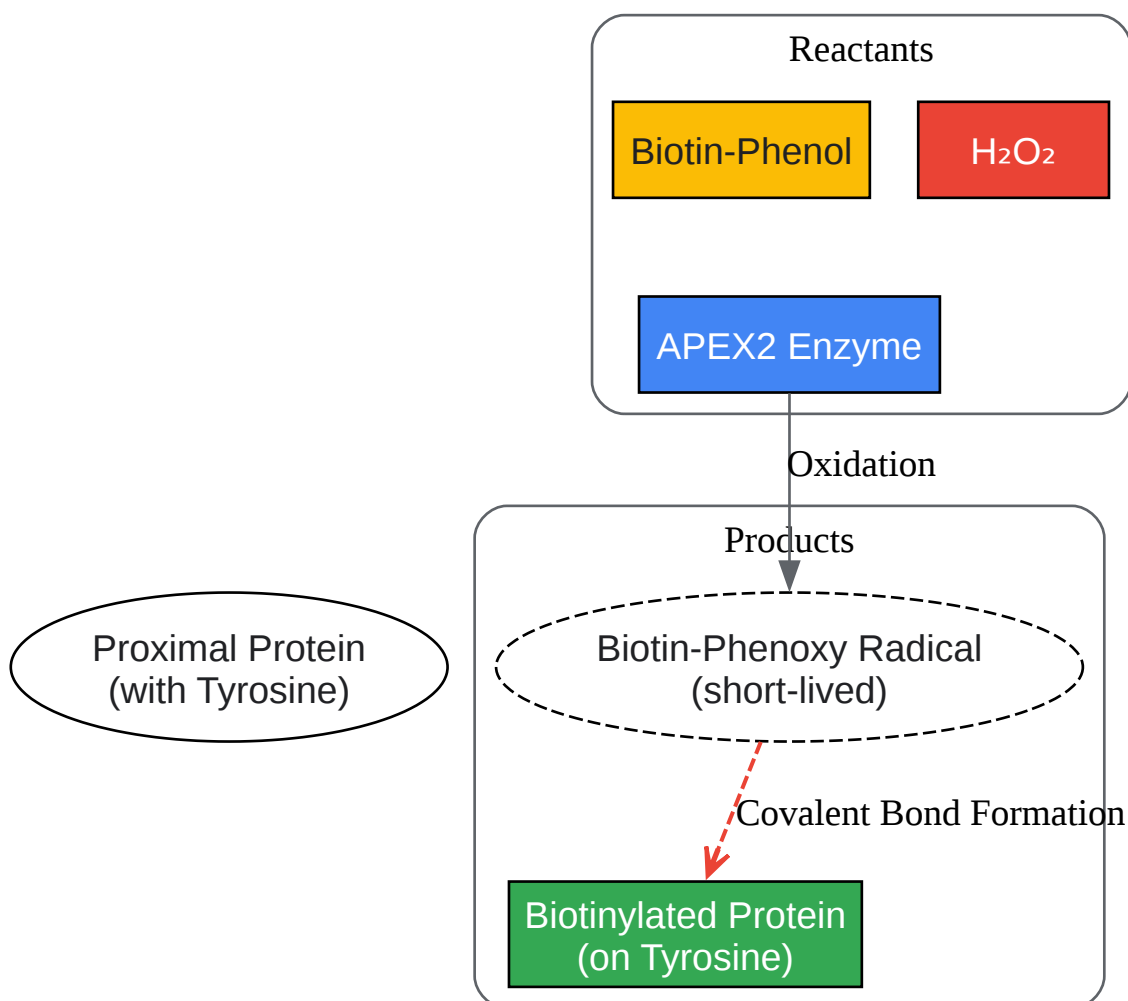 Reactants
Biotin-Phenol
H₂O₂
APEX2 Enzyme
Oxidation
Products
Proximal Protein
(with Tyrosine)
Biotin-Phenoxy Radical
(short-lived)
Covalent Bond Formation
Biotinylated Protein
(on Tyrosine)